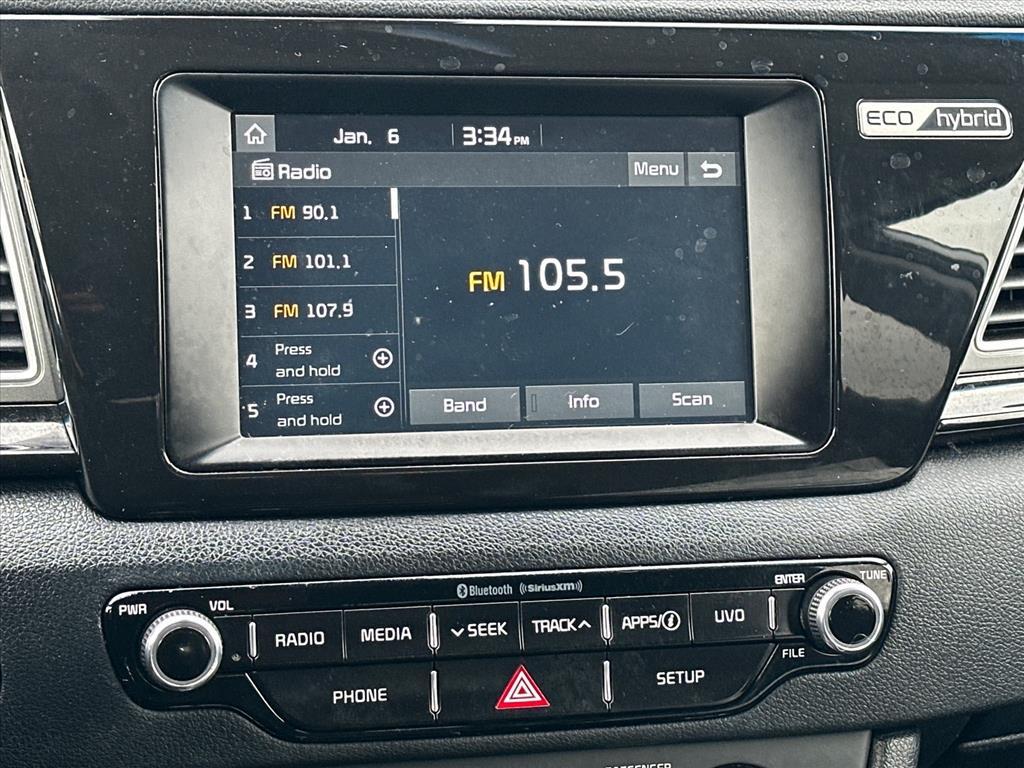 ECO hybrid
Jan. 6 3:34 PM
Radio Menu
1 FM 90.1
2 FM 101.1
3 FM 107.9
4 Press and hold
5 Press and hold
FM 105.5
Band Info Scan
Bluetooth SiriusXM
PWR VOL
RADIO MEDIA SEEK TRACK APPS/i UVO
ENTER TUNE
FILE
PHONE SETUP
PASSENGER